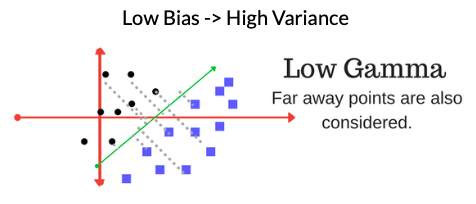 Low Bias -> High Variance
Low Gamma
Far away points are also
considered.